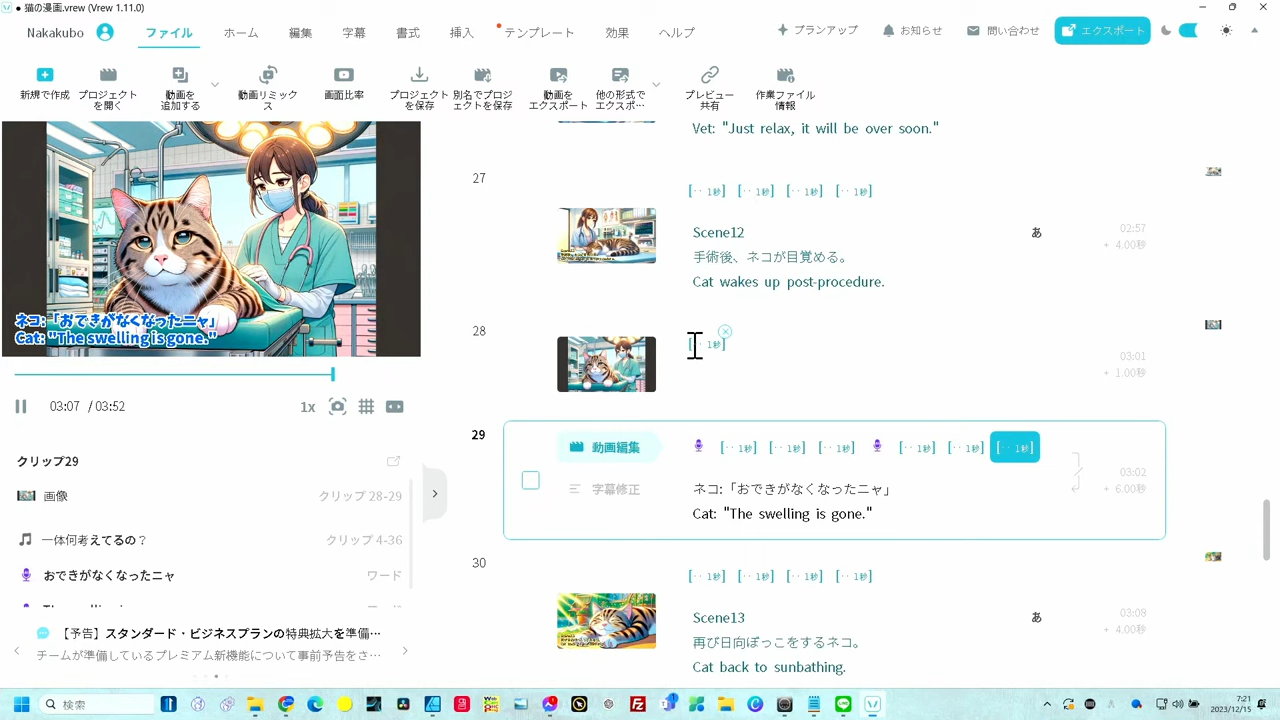 ● 猫の漫画.vrew (Vrew 1.11.0)
Nakakubo ファイル ホーム 編集 字幕 書式 挿入 テンプレート 効果 ヘルプ プランアップ お知らせ 問い合わせ エクスポート
新規で作成 プロジェクトを開く 動画を追加する 動画リミックス 画面比率 プロジェクトを保存 別名でプロジェクトを保存 動画をエクスポート 他の形式でエクスポ… プレビュー共有 作業ファイル情報
Vet: "Just relax, it will be over soon."
27
[·· 1秒] [·· 1秒] [·· 1秒] [·· 1秒]
Scene12 あ 02:57
手術後、ネコが目覚める。 + 4.00秒
Cat wakes up post-procedure.
ネコ:「おできがなくなったニャ」
Cat: "The swelling is gone."
28
1秒]
03:01
+ 1.00秒
1x
03:07 / 03:52
29
動画編集 [·· 1秒] [·· 1秒] [·· 1秒] [·· 1秒] [·· 1秒] [·· 1秒]
03:02
字幕修正 ネコ:「おできがなくなったニャ」 + 6.00秒
Cat: "The swelling is gone."
クリップ29
画像 クリップ 28-29
一体何考えてるの？ クリップ 4-36
おできがなくなったニャ ワード
【予告】スタンダード・ビジネスプランの特典拡大を準備…
チームが準備しているプレミアム新機能について事前予告をさ…
30
[·· 1秒] [·· 1秒] [·· 1秒] [·· 1秒]
Scene13 あ 03:08
再び日向ぼっこをするネコ。 + 4.00秒
Cat back to sunbathing.
検索
17:21
2023/12/15